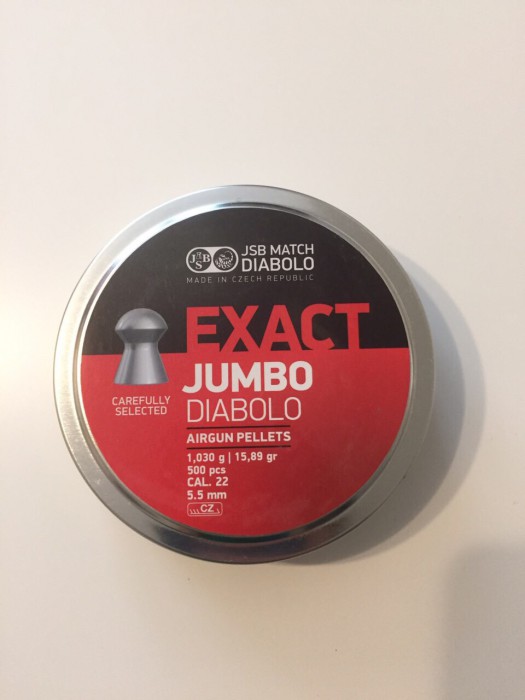 JSB
JSB MATCH
DIABOLO
MADE IN CZECH REPUBLIC
EXACT
JUMBO
DIABOLO
CAREFULLY
SELECTED
AIRGUN PELLETS
1,030 g | 15,89 gr
500 pcs
CAL. 22
5.5 mm
CZ